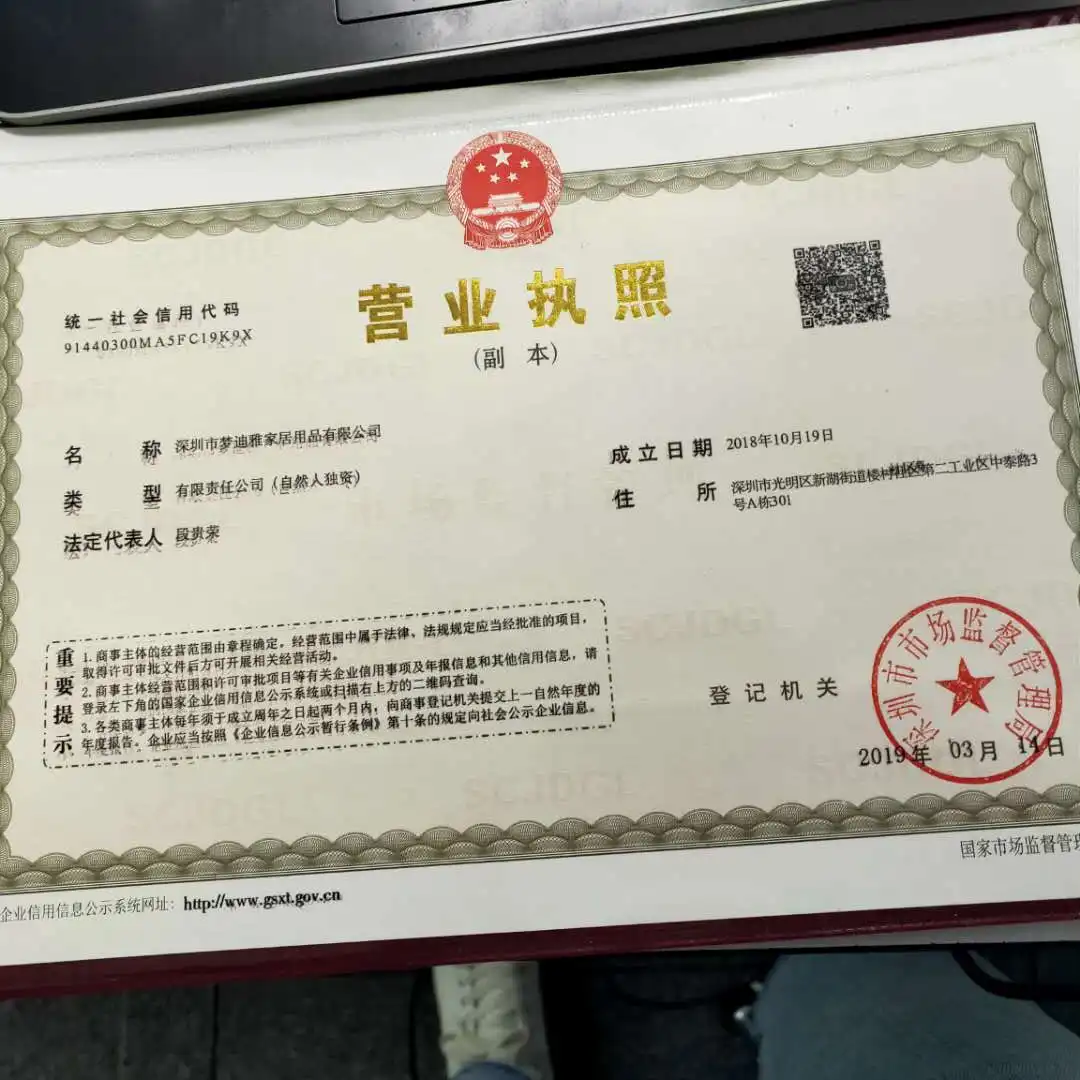 营业执照
(副 本)
统一社会信用代码
91440300MA5FC19K9X
名 称 深圳市梦迪雅家居用品有限公司
类 型 有限责任公司（自然人独资）
法定代表人 段贵荣
成立日期 2018年10月19日
住 所 深圳市光明区新湖街道楼村社区第二工业区中泰路3
号A栋301
重要提示
1.商事主体的经营范围由章程确定。经营范围中属于法律、法规规定应当经批准的项目，
取得许可审批文件后方可开展相关经营活动。
2.商事主体经营范围和许可审批项目等有关企业信用事项及年报信息和其他信用信息，请
登录左下角的国家企业信用信息公示系统或扫描右上方的二维码查询。
3.各类商事主体每年须于成立周年之日起两个月内，向商事登记机关提交上一自然年度的
年度报告。企业应当按照《企业信息公示暂行条例》第十条的规定向社会公示企业信息。
登记机关
深圳市市场监督管理局
2019年 03月 14日
企业信用信息公示系统网址：http://www.gsxt.gov.cn
国家市场监督管理